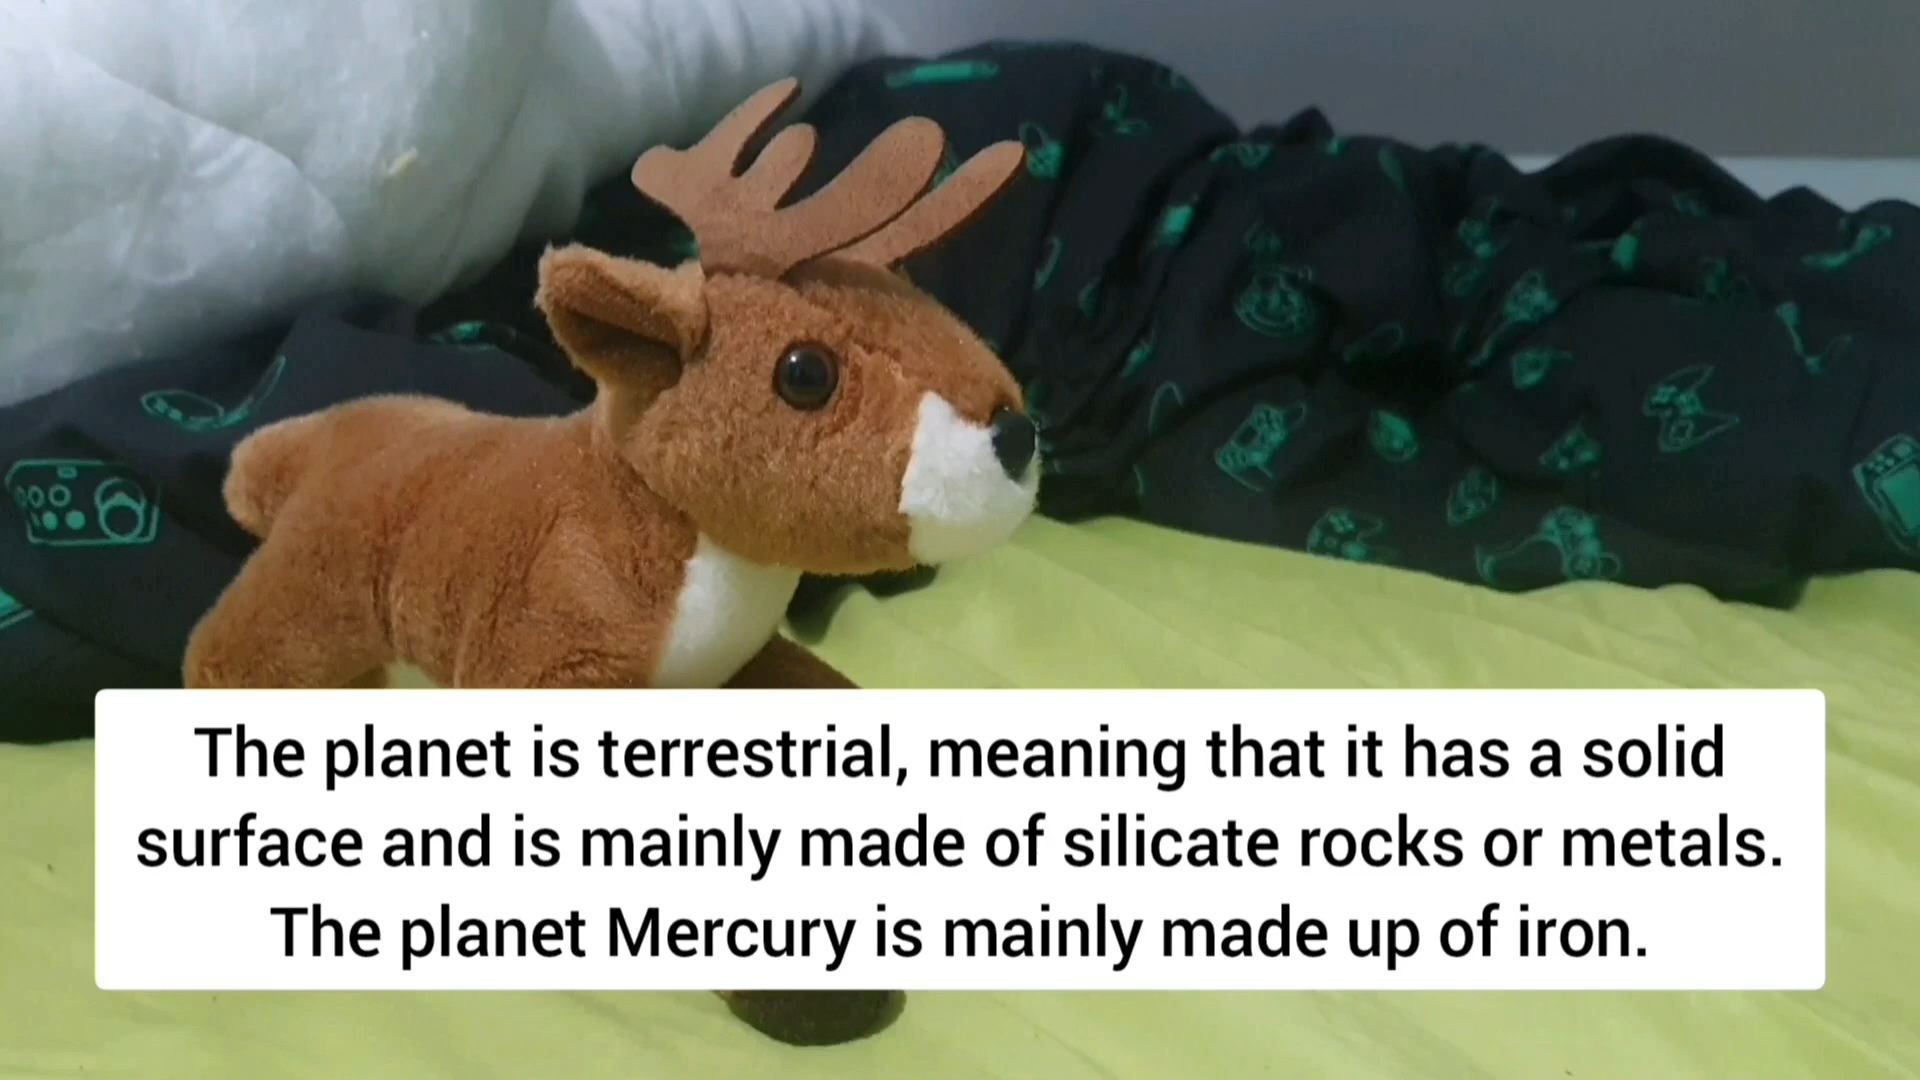 The planet is terrestrial, meaning that it has a solid
surface and is mainly made of silicate rocks or metals.
The planet Mercury is mainly made up of iron.